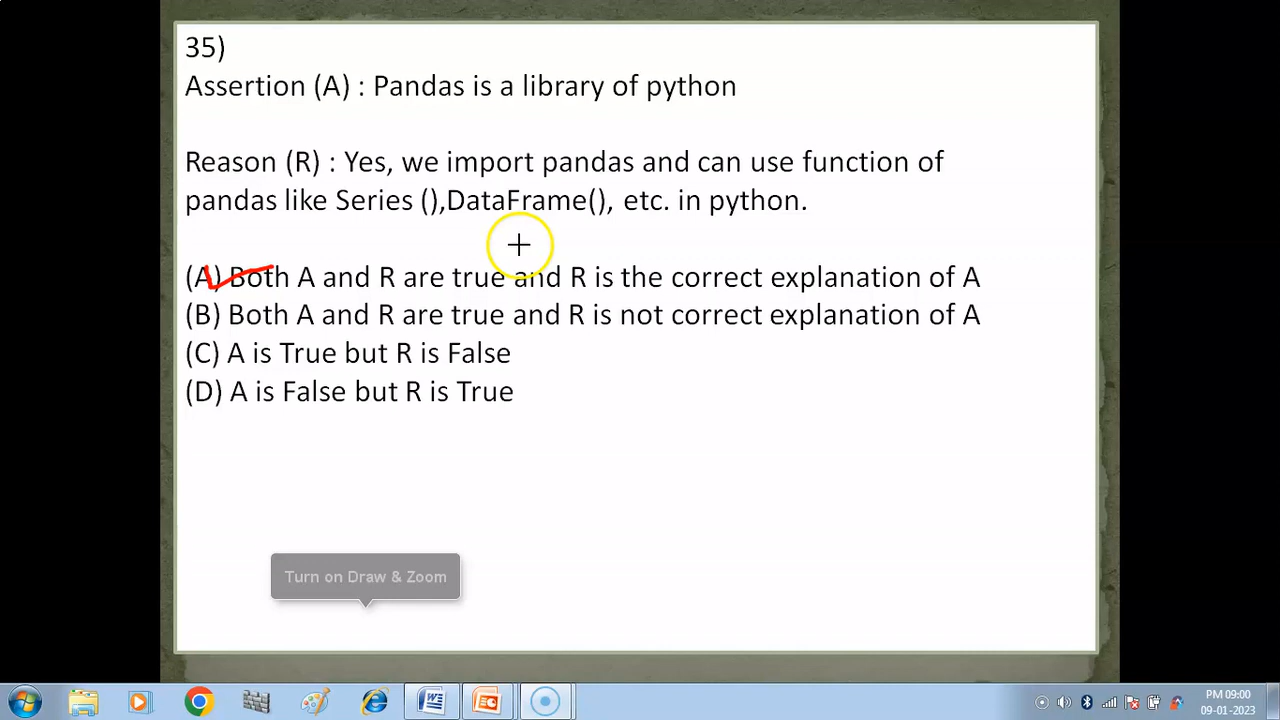 35)
Assertion (A) : Pandas is a library of python
Reason (R) : Yes, we import pandas and can use function of
pandas like Series (),DataFrame(), etc. in python.
(A) Both A and R are true and R is the correct explanation of A
(B) Both A and R are true and R is not correct explanation of A
(C) A is True but R is False
(D) A is False but R is True
Turn on Draw & Zoom
PM 09:00
09-01-2023